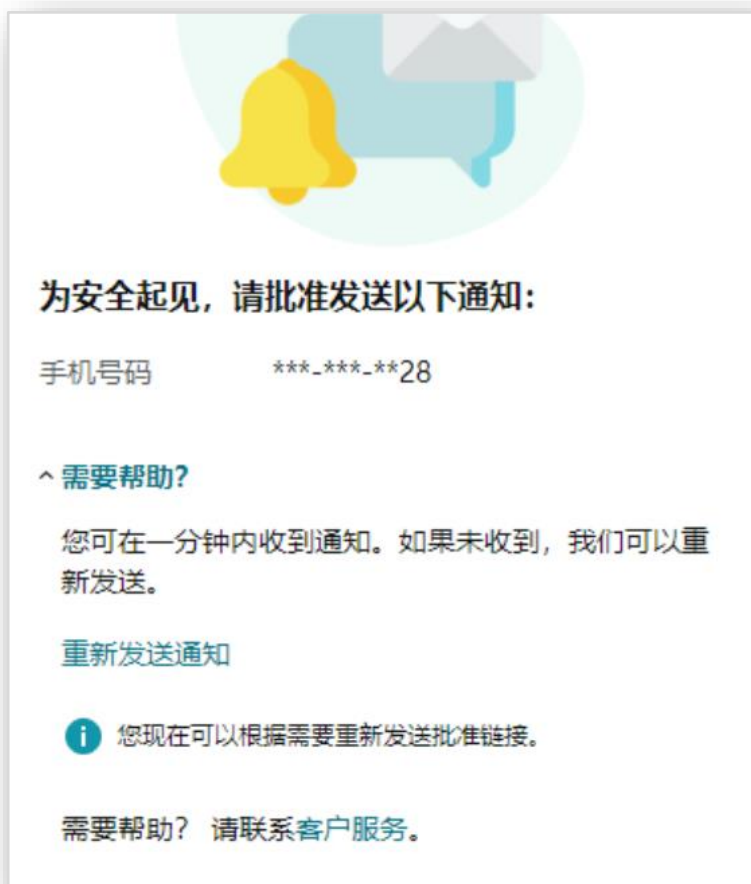 为安全起见，请批准发送以下通知：
手机号码 ***-***-**28
需要帮助？
您可在一分钟内收到通知。如果未收到，我们可以重
新发送。
重新发送通知
i 您现在可以根据需要重新发送批准链接。
需要帮助？ 请联系客户服务。